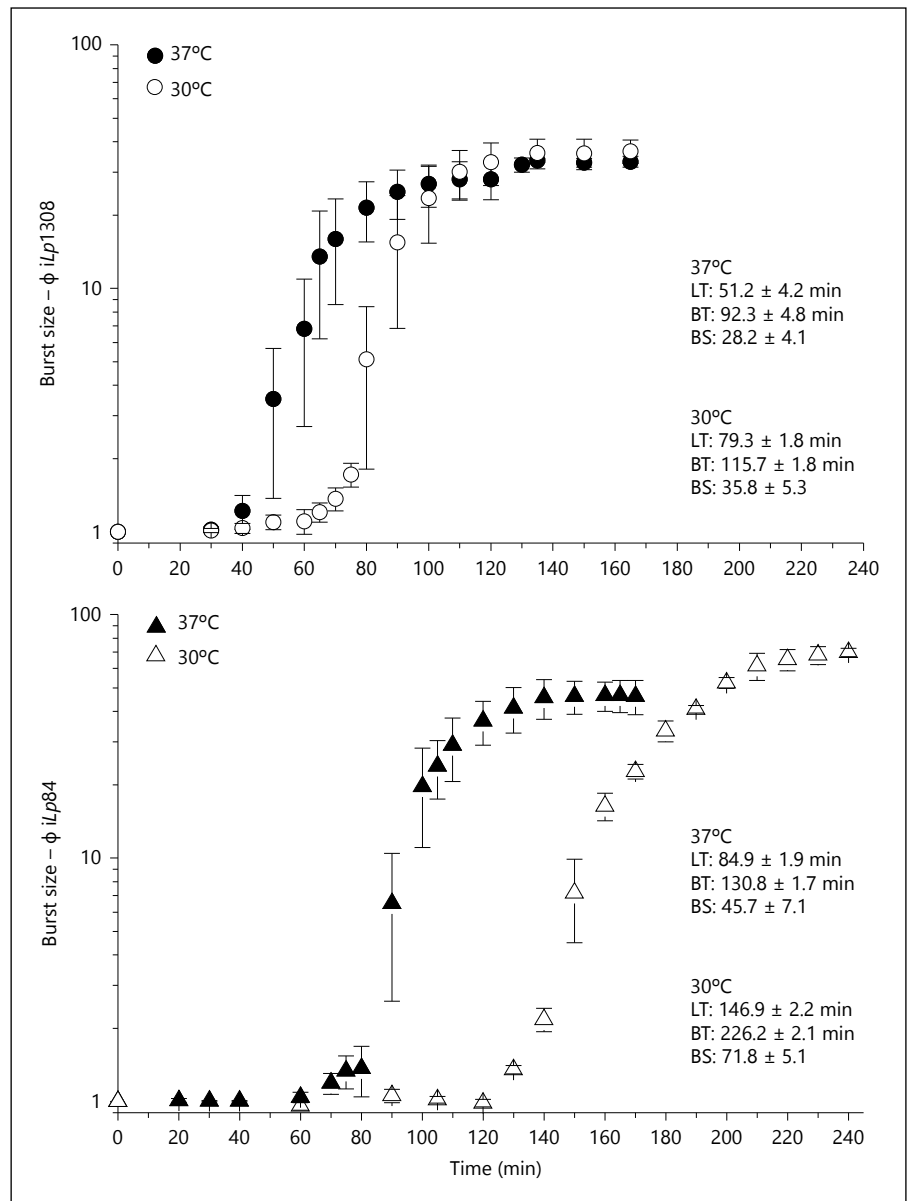 100
10
1
Burst size – ϕ iLp1308
37ºC
30ºC
37ºC
LT: 51.2 ± 4.2 min
BT: 92.3 ± 4.8 min
BS: 28.2 ± 4.1
30ºC
LT: 79.3 ± 1.8 min
BT: 115.7 ± 1.8 min
BS: 35.8 ± 5.3
0 20 40 60 80 100 120 140 160 180 200 220 240
100
10
1
Burst size – ϕ iLp84
37ºC
30ºC
37ºC
LT: 84.9 ± 1.9 min
BT: 130.8 ± 1.7 min
BS: 45.7 ± 7.1
30ºC
LT: 146.9 ± 2.2 min
BT: 226.2 ± 2.1 min
BS: 71.8 ± 5.1
0 20 40 60 80 100 120 140 160 180 200 220 240
Time (min)